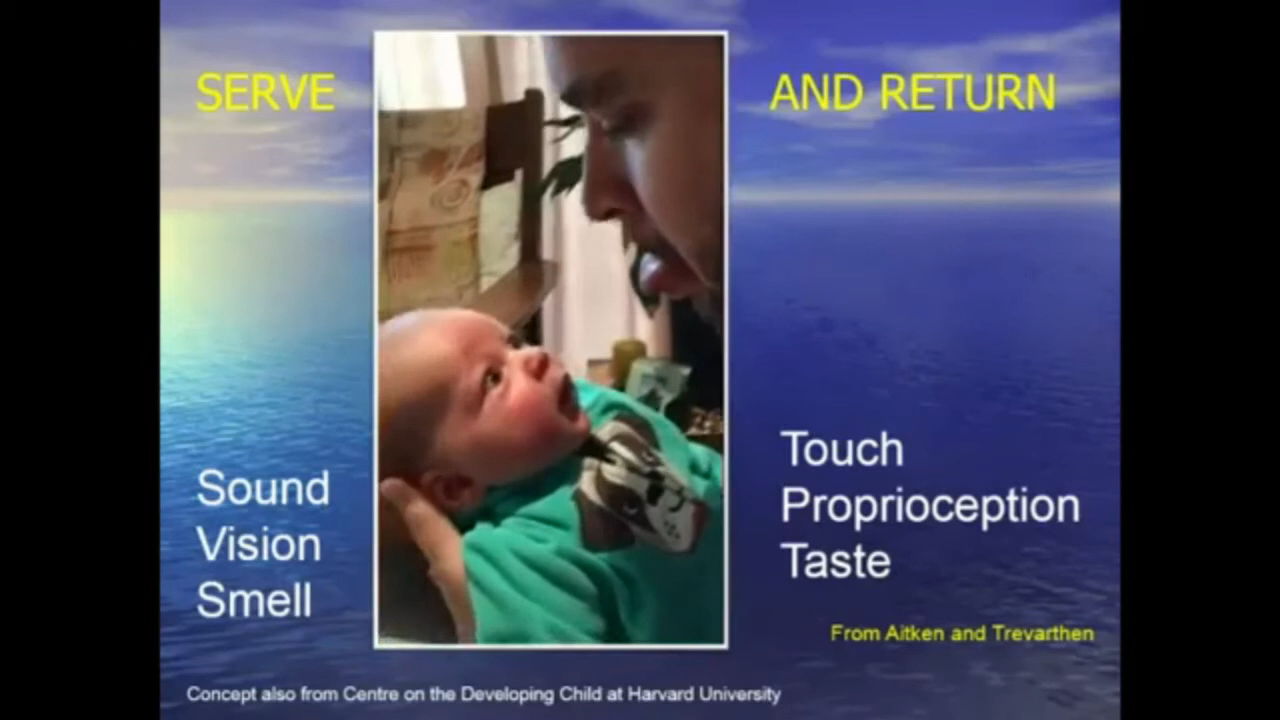 SERVE
AND RETURN
Sound
Vision
Smell
Touch
Proprioception
Taste
From Aitken and Trevarthen
Concept also from Centre on the Developing Child at Harvard University